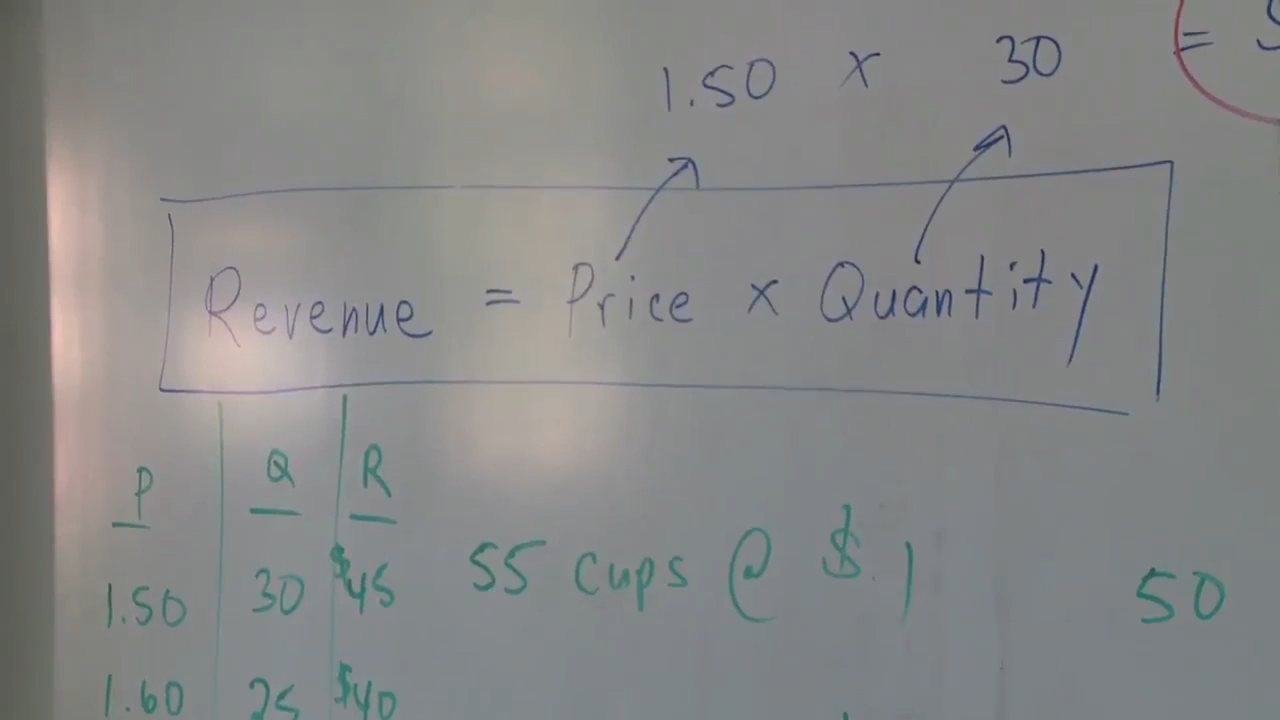 1.50 x 30 =
Revenue = Price x Quantity
P Q R
1.50 30 $45 55 cups @ $.1 50
1.60 25 $40